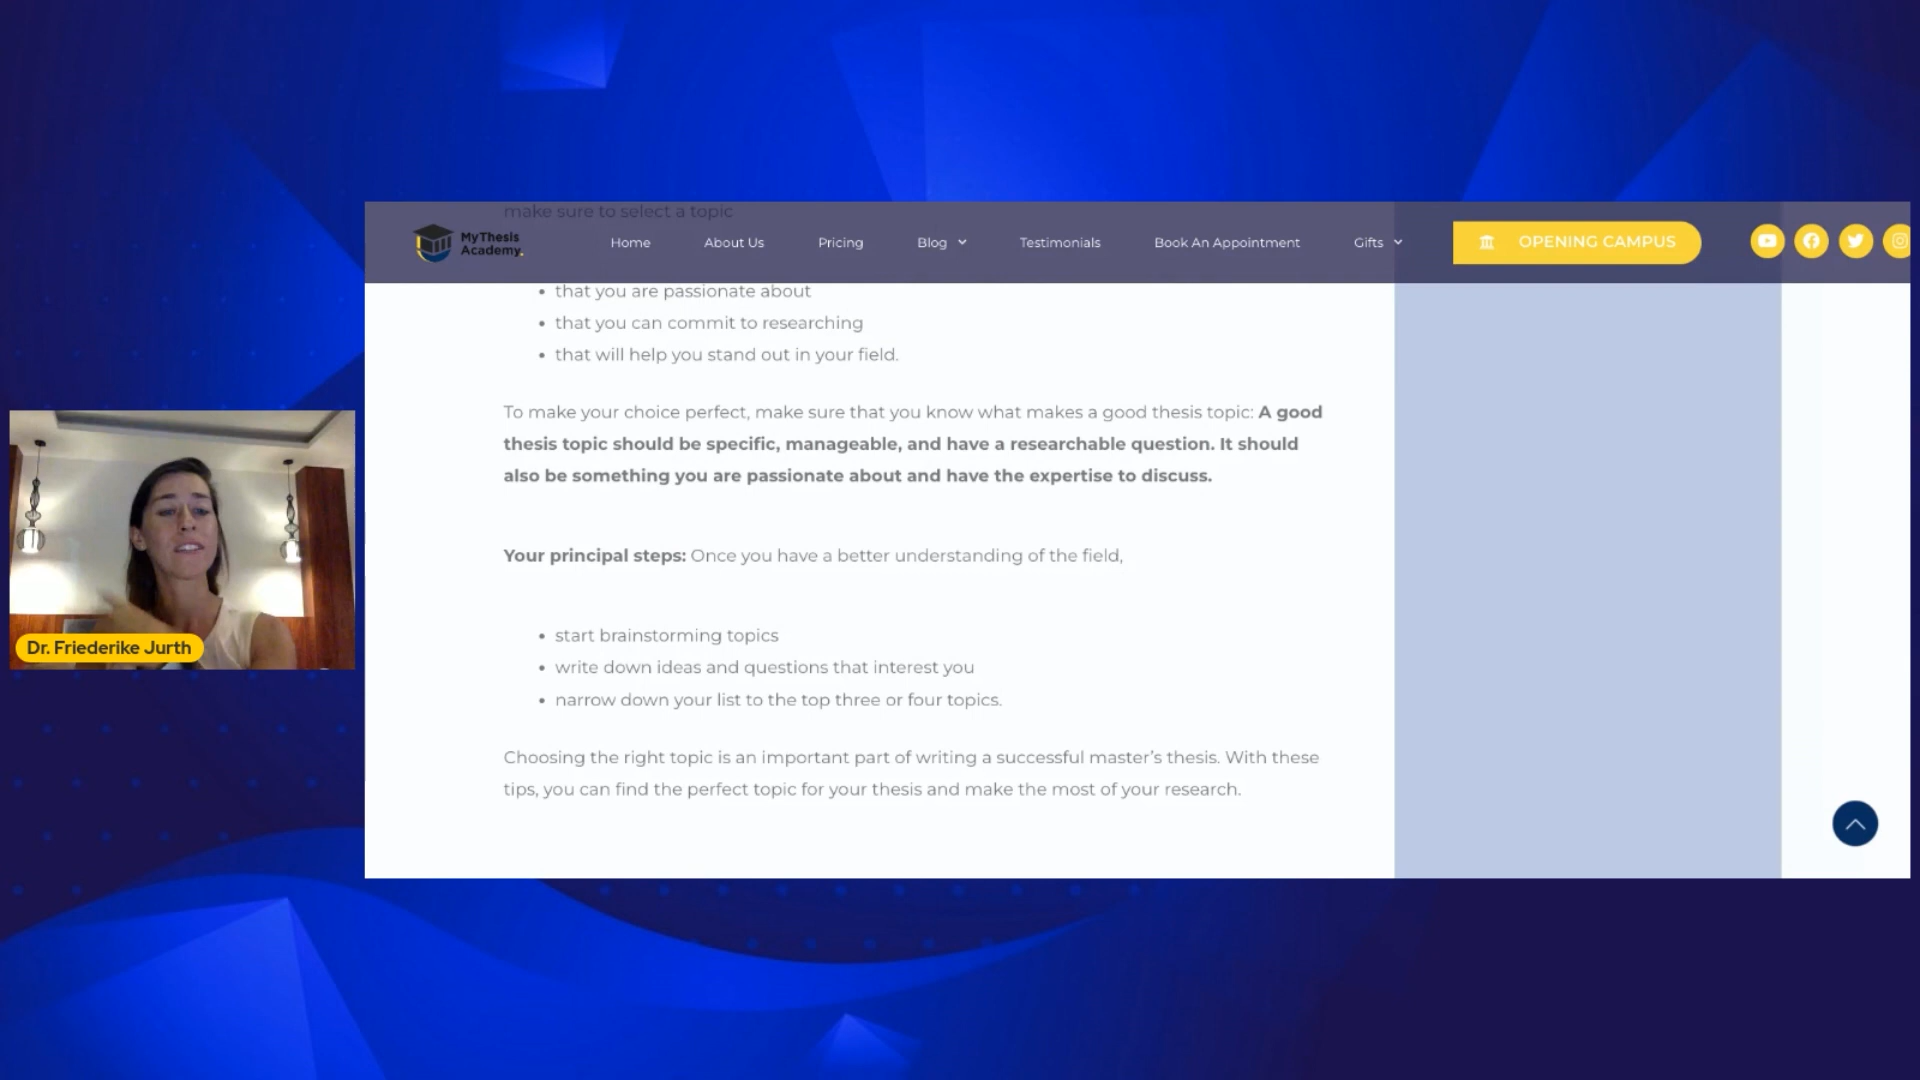 make sure to select a topic
MyThesis
Academy.
Home
About Us
Pricing
Blog
Testimonials
Book An Appointment
Gifts
OPENING CAMPUS
• that you are passionate about
• that you can commit to researching
• that will help you stand out in your field.
To make your choice perfect, make sure that you know what makes a good thesis topic: A good
thesis topic should be specific, manageable, and have a researchable question. It should
also be something you are passionate about and have the expertise to discuss.
Your principal steps: Once you have a better understanding of the field,
• start brainstorming topics
• write down ideas and questions that interest you
• narrow down your list to the top three or four topics.
Choosing the right topic is an important part of writing a successful master’s thesis. With these
tips, you can find the perfect topic for your thesis and make the most of your research.
Dr. Friederike Jurth